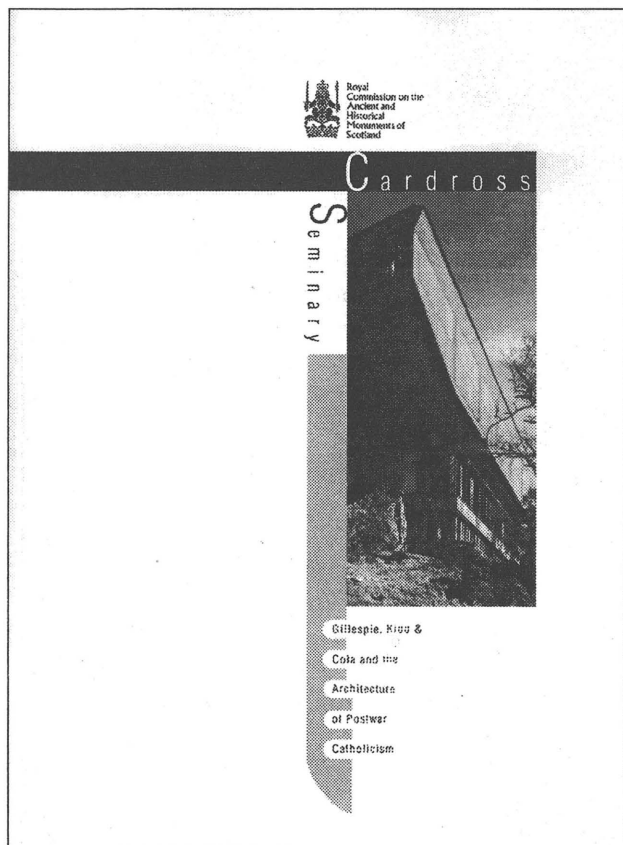 Royal
Commission on the
Ancient and
Historical
Monuments of
Scotland
Cardross
Seminary
Gillespie, Kidd &
Coia and the
Architecture
of Postwar
Catholicism